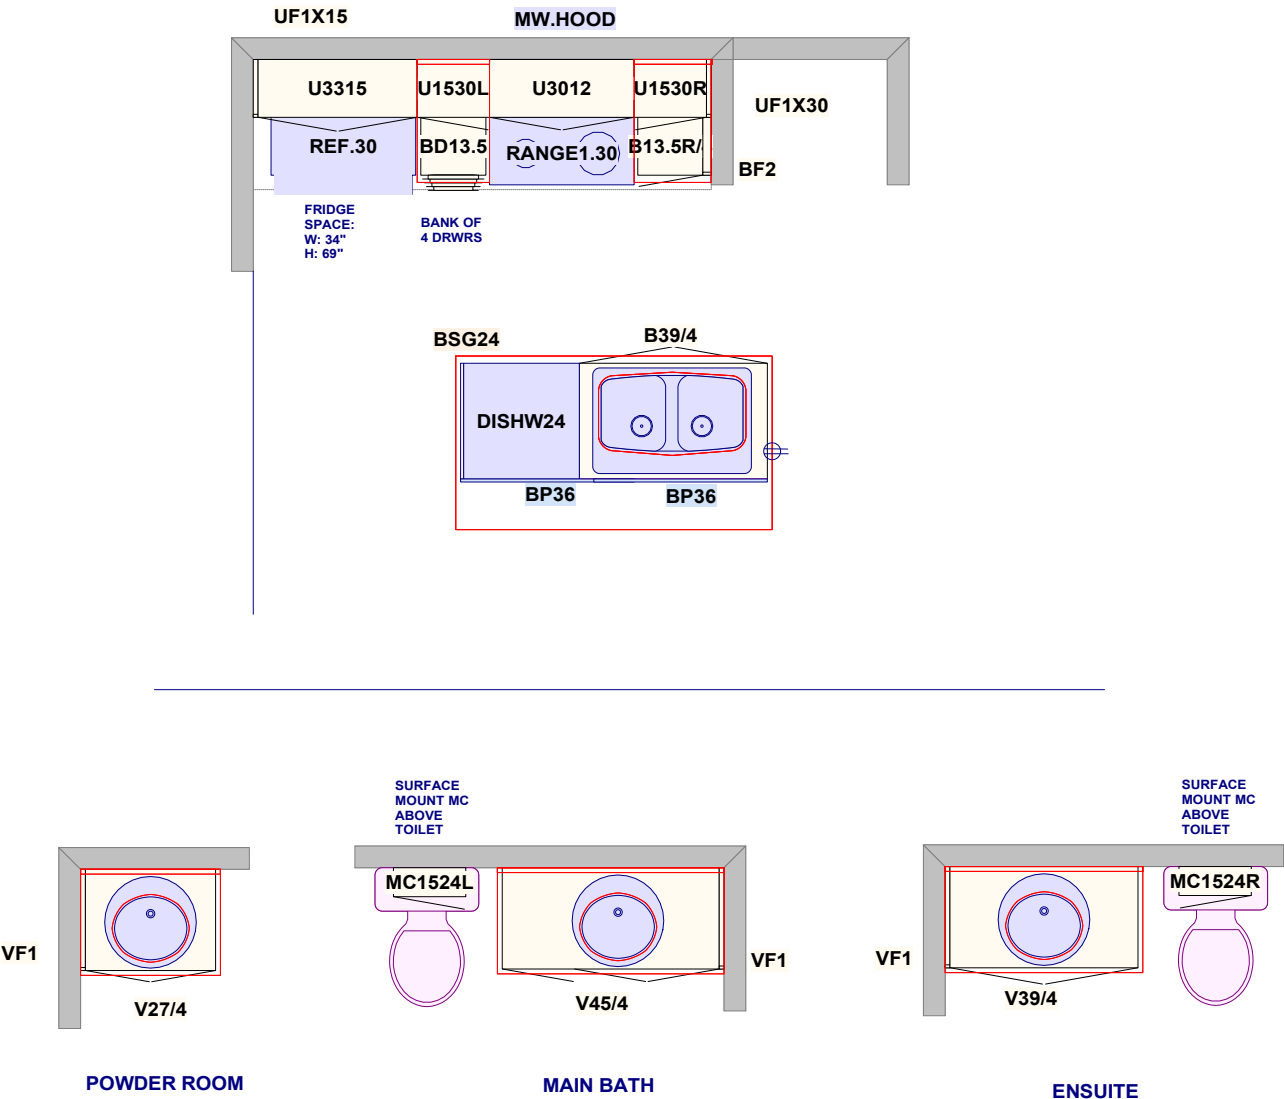 UF1X15
MW.HOOD
U3315
U1530L
U3012
U1530R
UF1X30
REF.30
BD13.5
RANGE1.30
B13.5R/
BF2
FRIDGE
SPACE:
W: 34"
H: 69"
BANK OF
4 DRWRS
BSG24
B39/4
DISHW24
BP36
BP36
SURFACE
MOUNT MC
ABOVE
TOILET
SURFACE
MOUNT MC
ABOVE
TOILET
MC1524L
MC1524R
VF1
VF1
VF1
V27/4
V45/4
V39/4
POWDER ROOM
MAIN BATH
ENSUITE